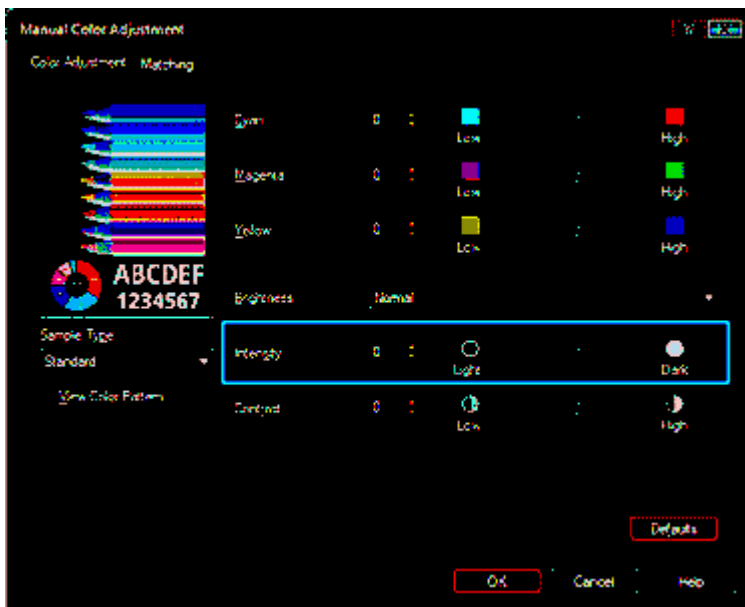 Manual Color Adjustment
Color Adjustment Matching
Cyan 0 Low High
Magenta 0 Low High
Yellow 0 Low High
ABCDEF
1234567
Brightness Normal
Sample Type
Standard
Intensity 0 Light Dark
View Color Pattern
Contrast 0 Low High
Defaults
OK Cancel Help